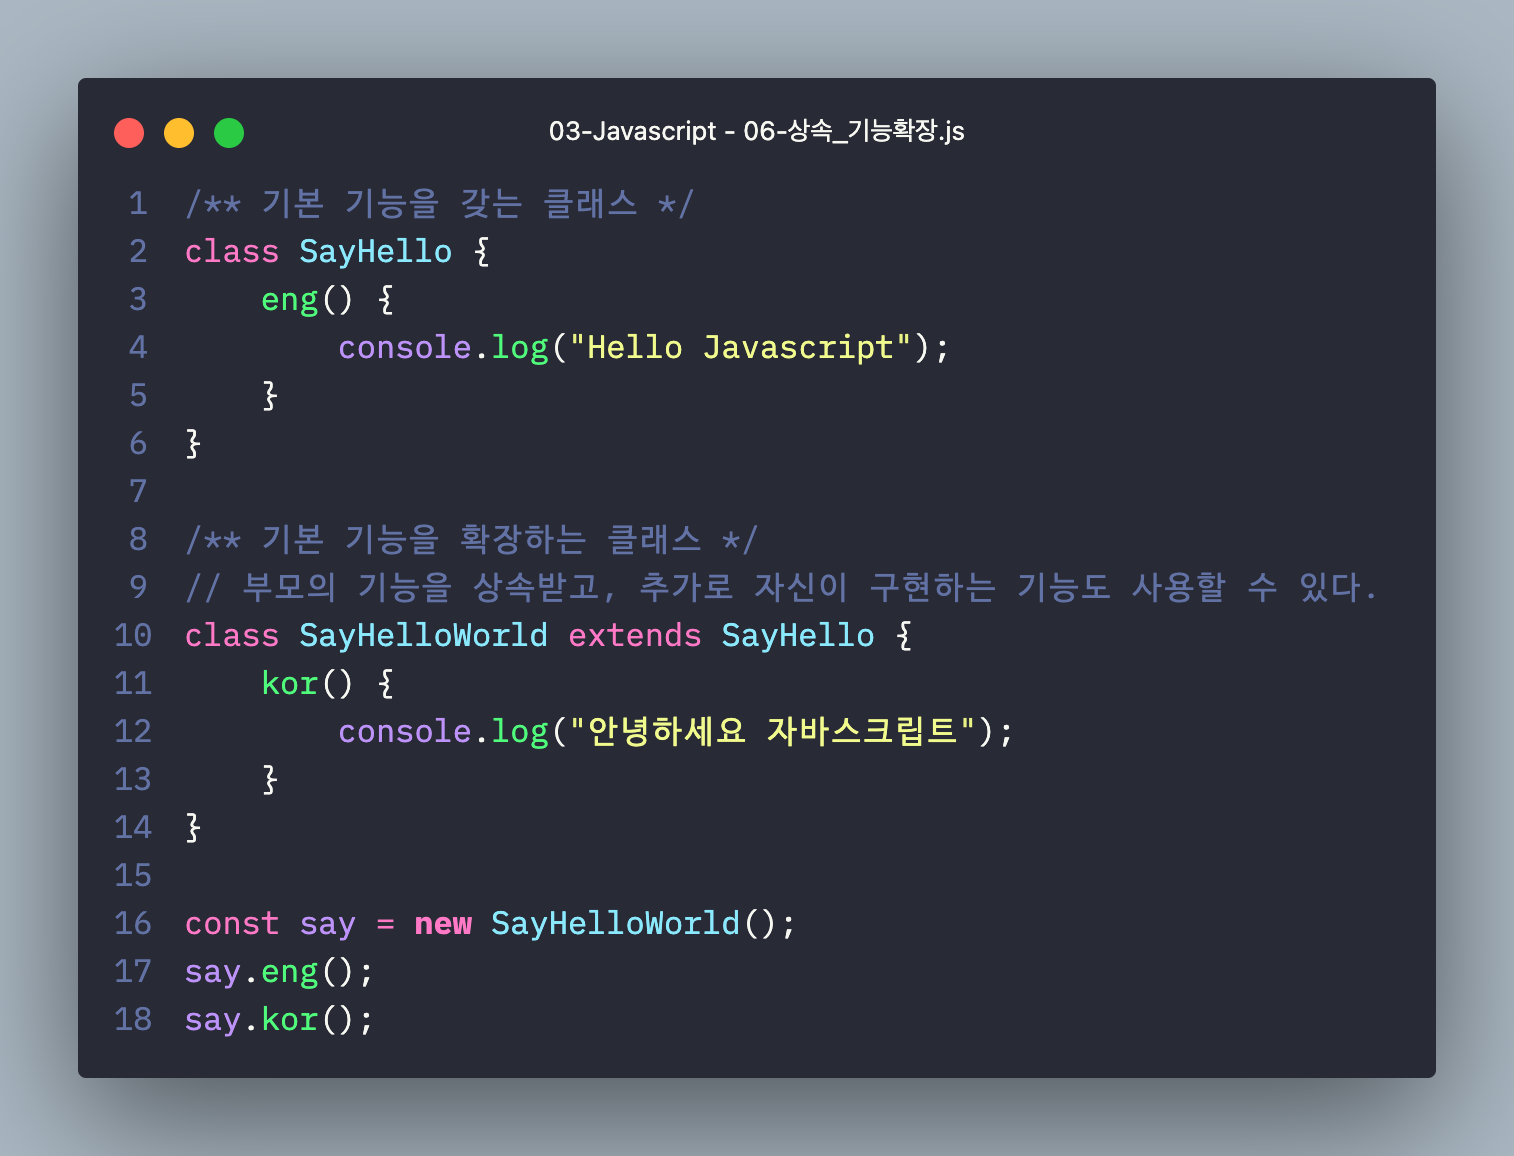 03-Javascript - 06-상속_기능확장.js
1 /** 기본 기능을 갖는 클래스 */
2 class SayHello {
3     eng() {
4         console.log("Hello Javascript");
5     }
6 }
7
8 /** 기본 기능을 확장하는 클래스 */
9 // 부모의 기능을 상속받고, 추가로 자신이 구현하는 기능도 사용할 수 있다.
10 class SayHelloWorld extends SayHello {
11     kor() {
12         console.log("안녕하세요 자바스크립트");
13     }
14 }
15
16 const say = new SayHelloWorld();
17 say.eng();
18 say.kor();